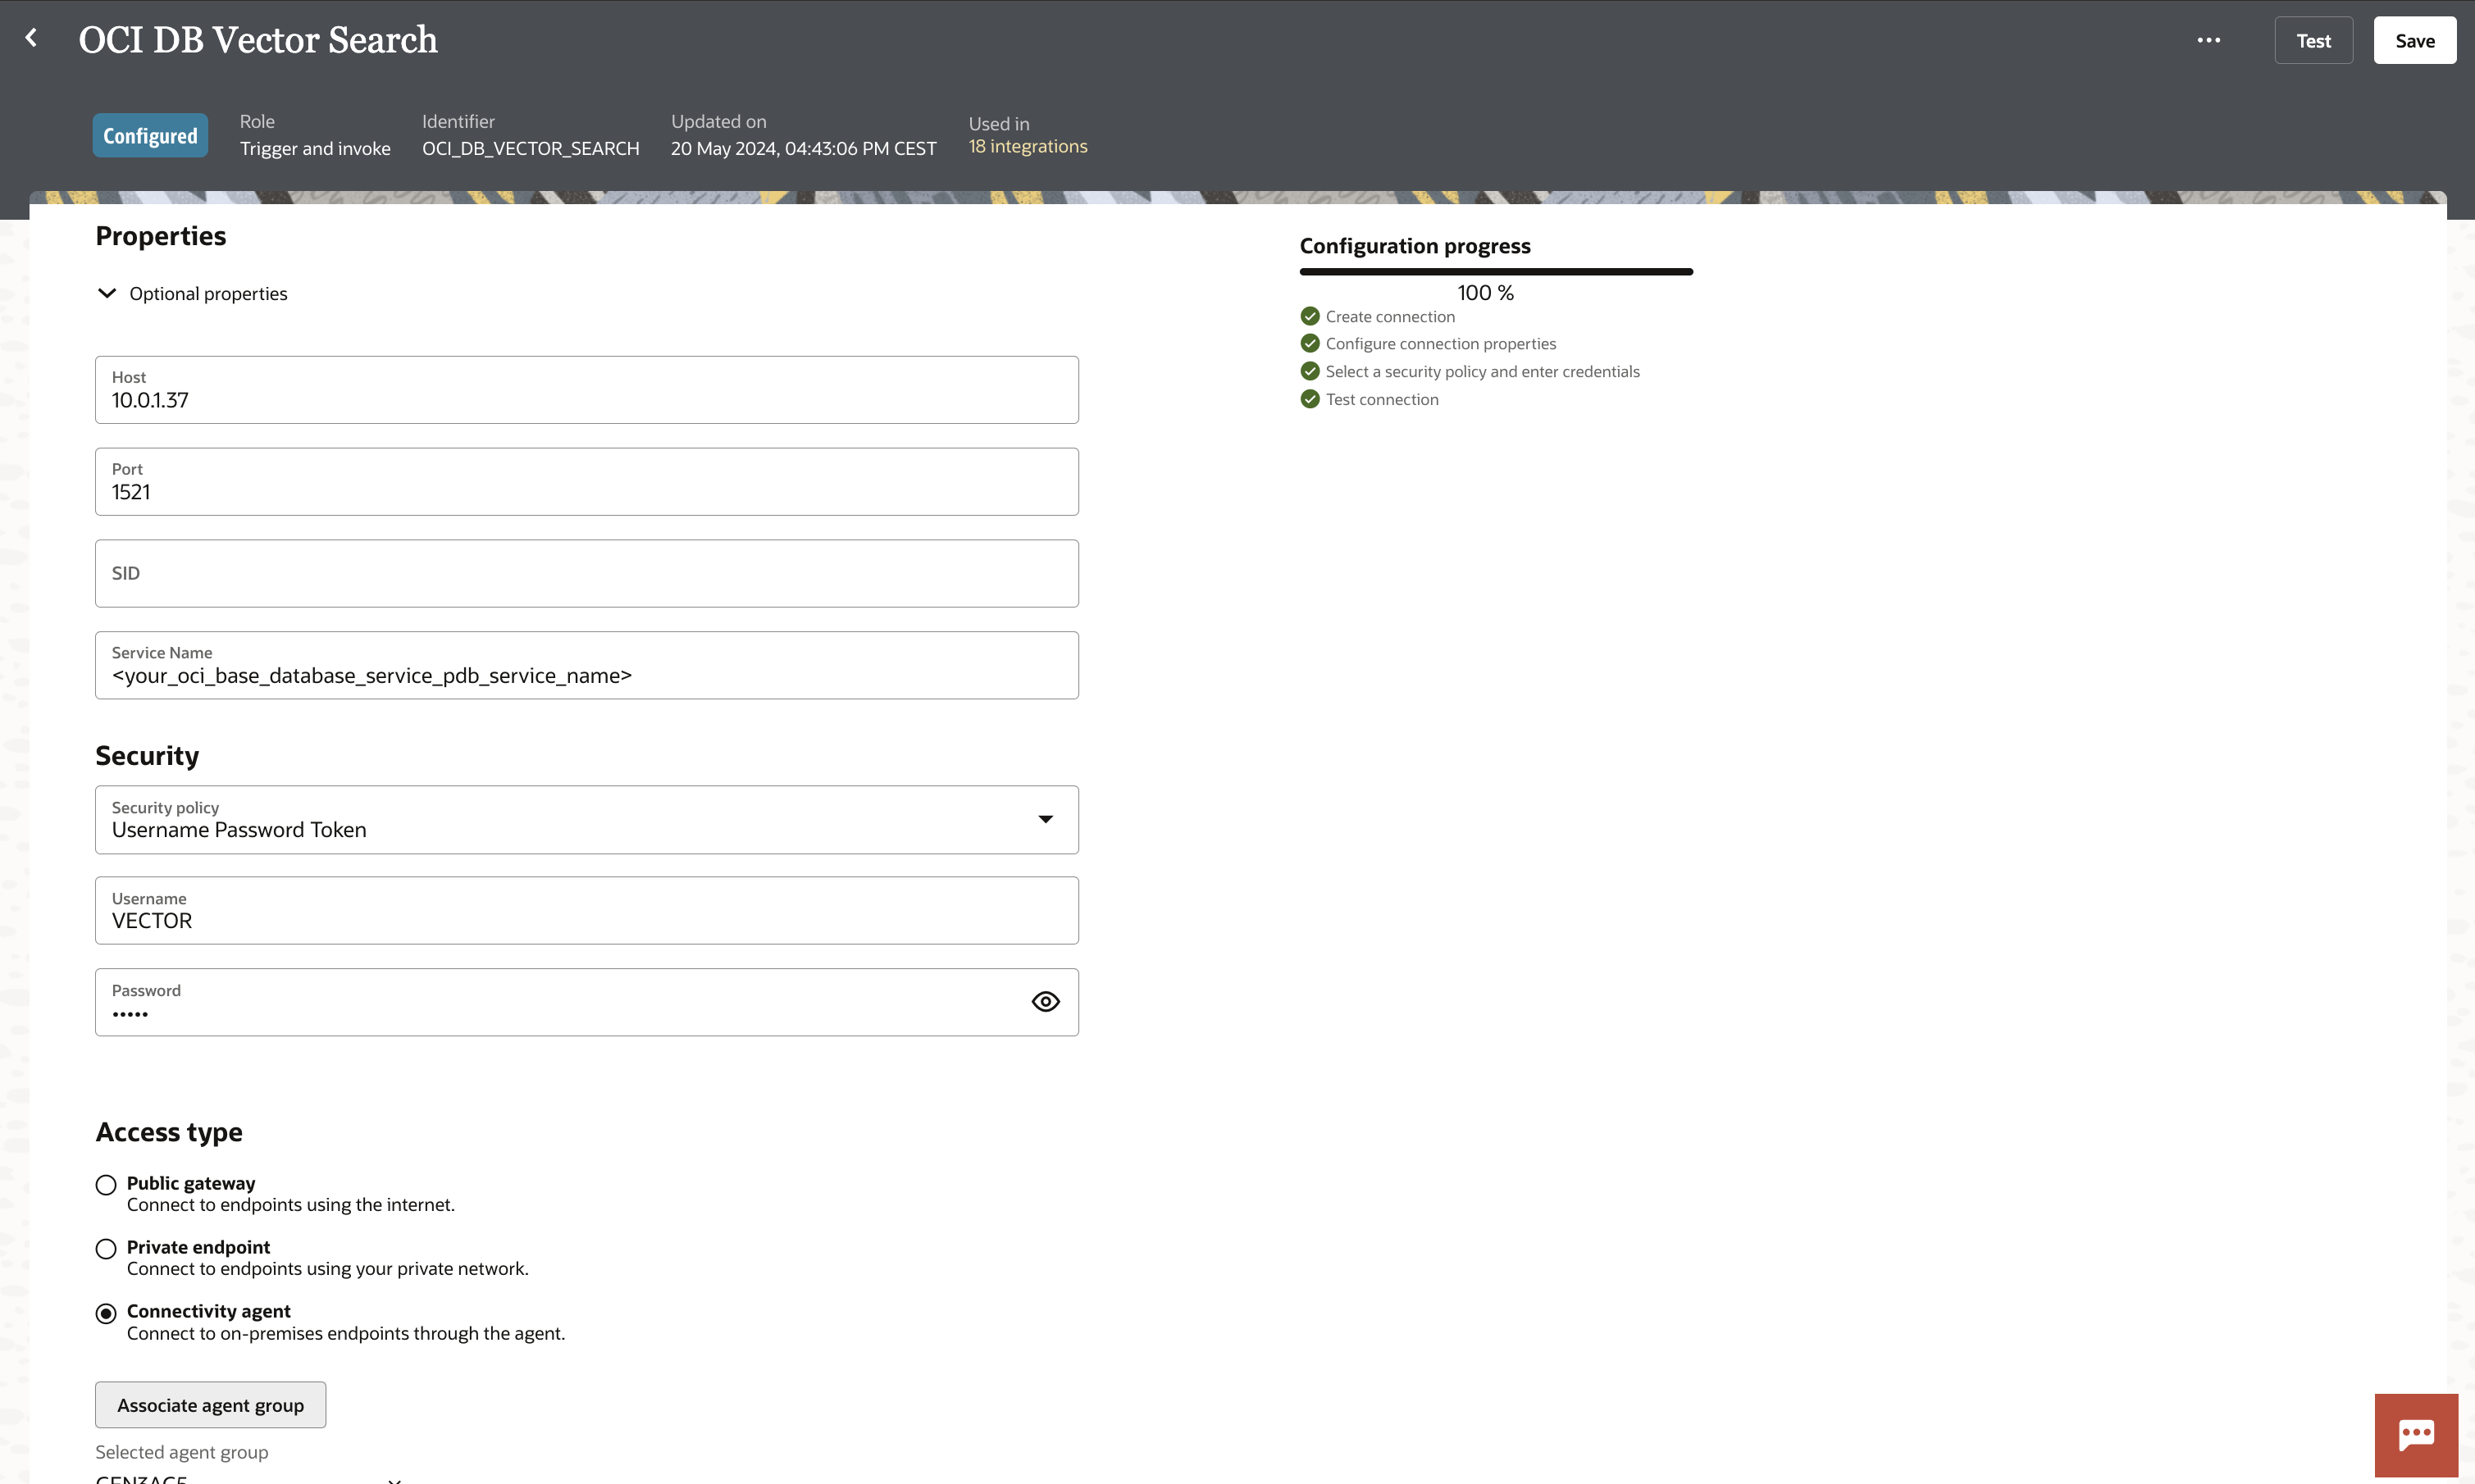 OCI DB Vector Search
Test
Save
Configured
Role
Trigger and invoke
Identifier
OCI_DB_VECTOR_SEARCH
Updated on
20 May 2024, 04:43:06 PM CEST
Used in
18 integrations
Properties
Optional properties
Host
10.0.1.37
Port
1521
SID
Service Name
<your_oci_base_database_service_pdb_service_name>
Security
Security policy
Username Password Token
Username
VECTOR
Password
•••••
Access type
Public gateway
Connect to endpoints using the internet.
Private endpoint
Connect to endpoints using your private network.
Connectivity agent
Connect to on-premises endpoints through the agent.
Associate agent group
Selected agent group
Configuration progress
100 %
Create connection
Configure connection properties
Select a security policy and enter credentials
Test connection